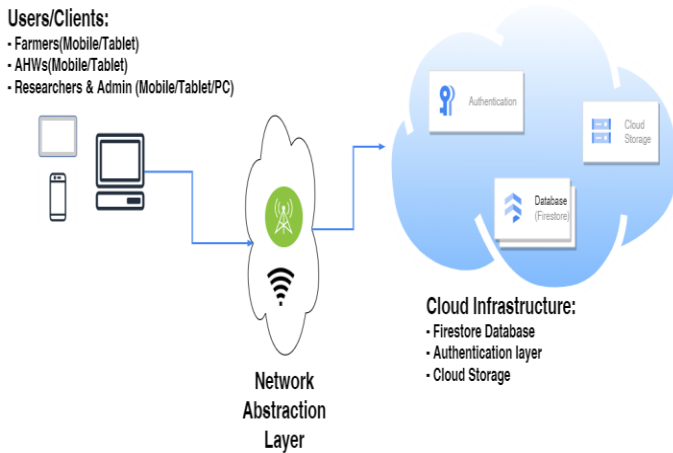 Users/Clients:
- Farmers(Mobile/Tablet)
- AHWs(Mobile/Tablet)
- Researchers & Admin (Mobile/Tablet/PC)
Authentication
Cloud
Storage
Database
(Firestore)
Cloud Infrastructure:
- Firestore Database
- Authentication layer
- Cloud Storage
Network
Abstraction
Layer